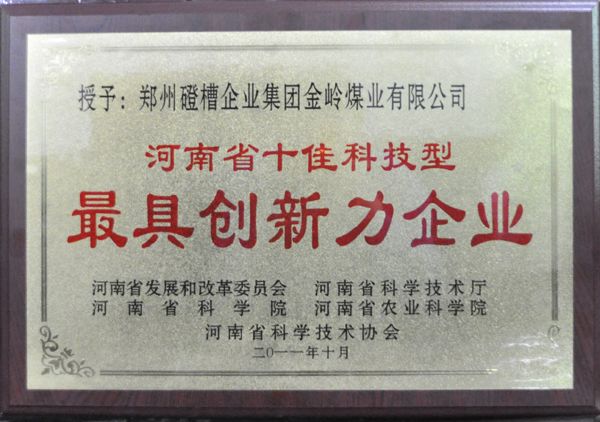 授予：郑州磴槽企业集团金岭煤业有限公司
河南省十佳科技型
最具创新力企业
河南省发展和改革委员会 河南省科学技术厅
河南省科学院 河南省农业科学院
河南省科学技术协会
二〇一一年十月